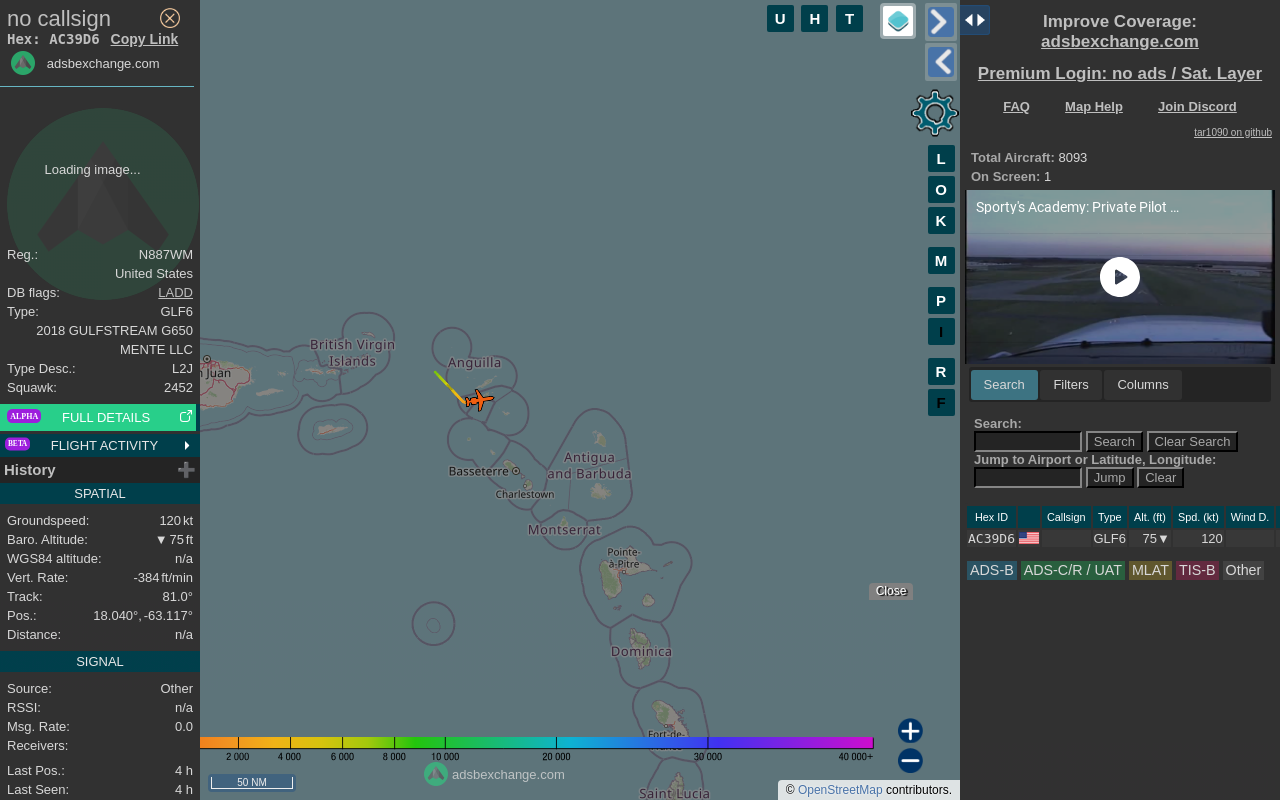 no callsign
Hex: AC39D6 Copy Link
adsbexchange.com
Loading image...
Reg.: N887WM
United States
DB flags: LADD
Type: GLF6
2018 GULFSTREAM G650
MENTE LLC
Type Desc.: L2J
Squawk: 2452
ALPHA FULL DETAILS
BETA FLIGHT ACTIVITY
History
SPATIAL
Groundspeed: 120 kt
Baro. Altitude: ▼ 75 ft
WGS84 altitude: n/a
Vert. Rate: -384 ft/min
Track: 81.0°
Pos.: 18.040°, -63.117°
Distance: n/a
SIGNAL
Source: Other
RSSI: n/a
Msg. Rate: 0.0
Receivers:
Last Pos.: 4 h
Last Seen: 4 h
U H T
L
O
K
M
P
I
R
F
British Virgin
Islands
Anguilla
n Juan
Basseterre
Charlestown
Antigua
and Barbuda
Montserrat
Pointe-
à-Pitre
Dominica
Fort-de-
Saint Lucia
Close
2 000 4 000 6 000 8 000 10 000 20 000 30 000 40 000+
50 NM
adsbexchange.com
© OpenStreetMap contributors.
Improve Coverage:
adsbexchange.com
Premium Login: no ads / Sat. Layer
FAQ Map Help Join Discord
tar1090 on github
Total Aircraft: 8093
On Screen: 1
Sporty's Academy: Private Pilot …
Search Filters Columns
Search:
Search Clear Search
Jump to Airport or Latitude, Longitude:
Jump Clear
Hex ID Callsign Type Alt. (ft) Spd. (kt) Wind D.
AC39D6 GLF6 75▼ 120
ADS-B ADS-C/R / UAT MLAT TIS-B Other